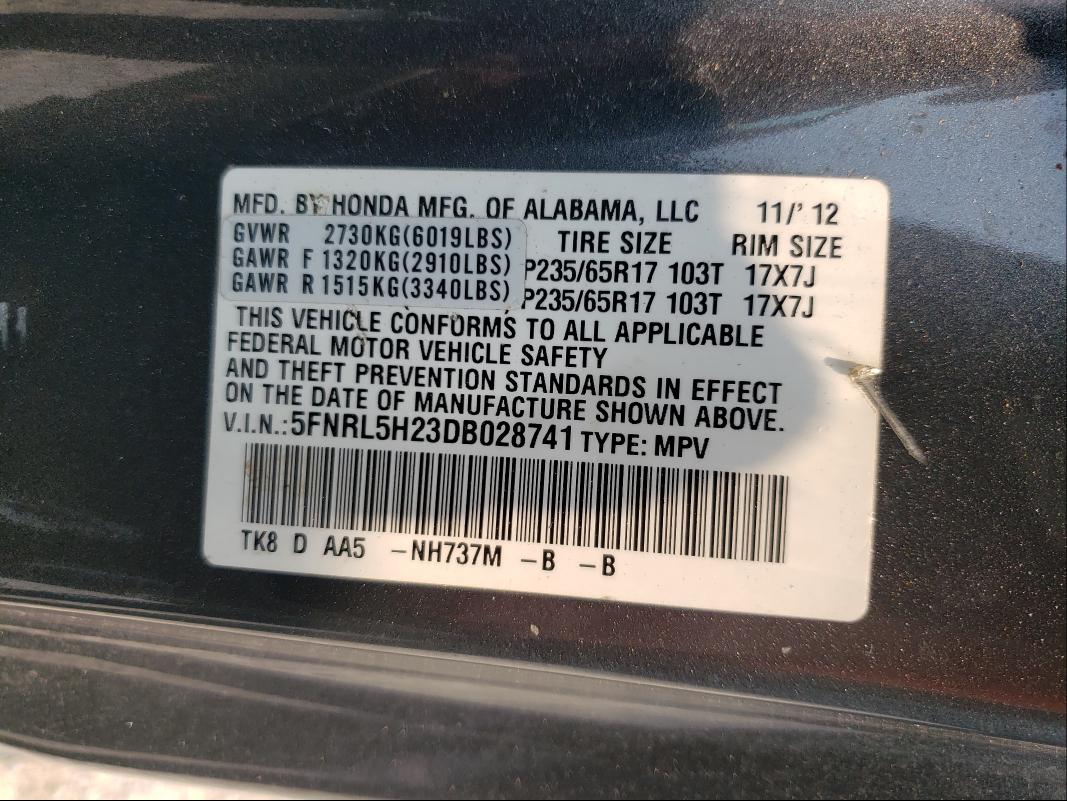 MFD. BY HONDA MFG. OF ALABAMA, LLC 11/' 12
GVWR 2730KG(6019LBS) TIRE SIZE RIM SIZE
GAWR F 1320KG(2910LBS) P235/65R17 103T 17X7J
GAWR R 1515KG(3340LBS) P235/65R17 103T 17X7J
THIS VEHICLE CONFORMS TO ALL APPLICABLE
FEDERAL MOTOR VEHICLE SAFETY
AND THEFT PREVENTION STANDARDS IN EFFECT
ON THE DATE OF MANUFACTURE SHOWN ABOVE.
V.I.N.:5FNRL5H23DB028741 TYPE: MPV
TK8 D AA5 -NH737M -B -B